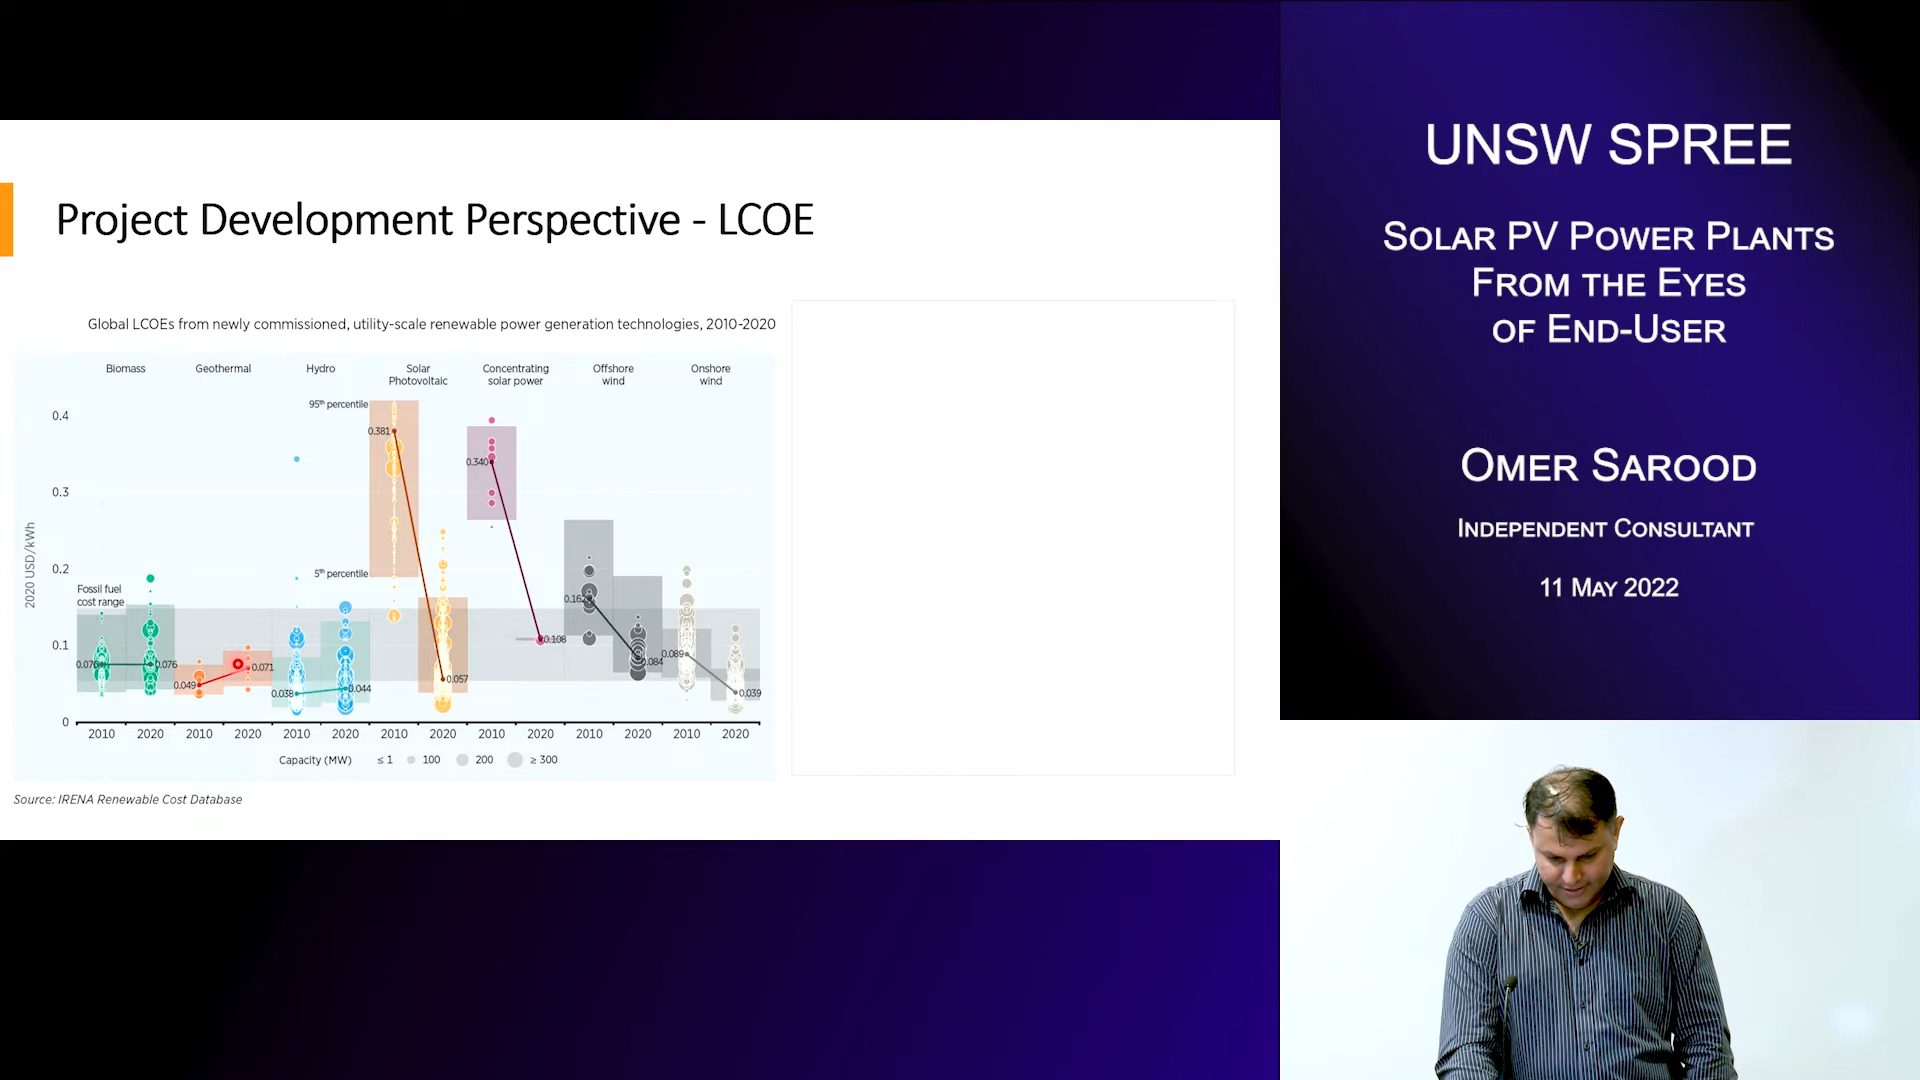 Project Development Perspective - LCOE
Global LCOEs from newly commissioned, utility-scale renewable power generation technologies, 2010-2020
Biomass
Geothermal
Hydro
Solar
Photovoltaic
Concentrating
solar power
Offshore
wind
Onshore
wind
2020 USD/kWh
0.4
0.3
0.2
0.1
0
95th percentile
5th percentile
Fossil fuel
cost range
0.076
0.076
0.049
0.071
0.038
0.044
0.381
0.057
0.340
0.108
0.162
0.084
0.089
0.039
2010 2020 2010 2020 2010 2020 2010 2020 2010 2020 2010 2020 2010 2020
Capacity (MW) ≤ 1 100 200 ≥ 300
Source: IRENA Renewable Cost Database
UNSW SPREE
Solar PV Power Plants
From the Eyes
of End-User
Omer Sarood
Independent Consultant
11 May 2022